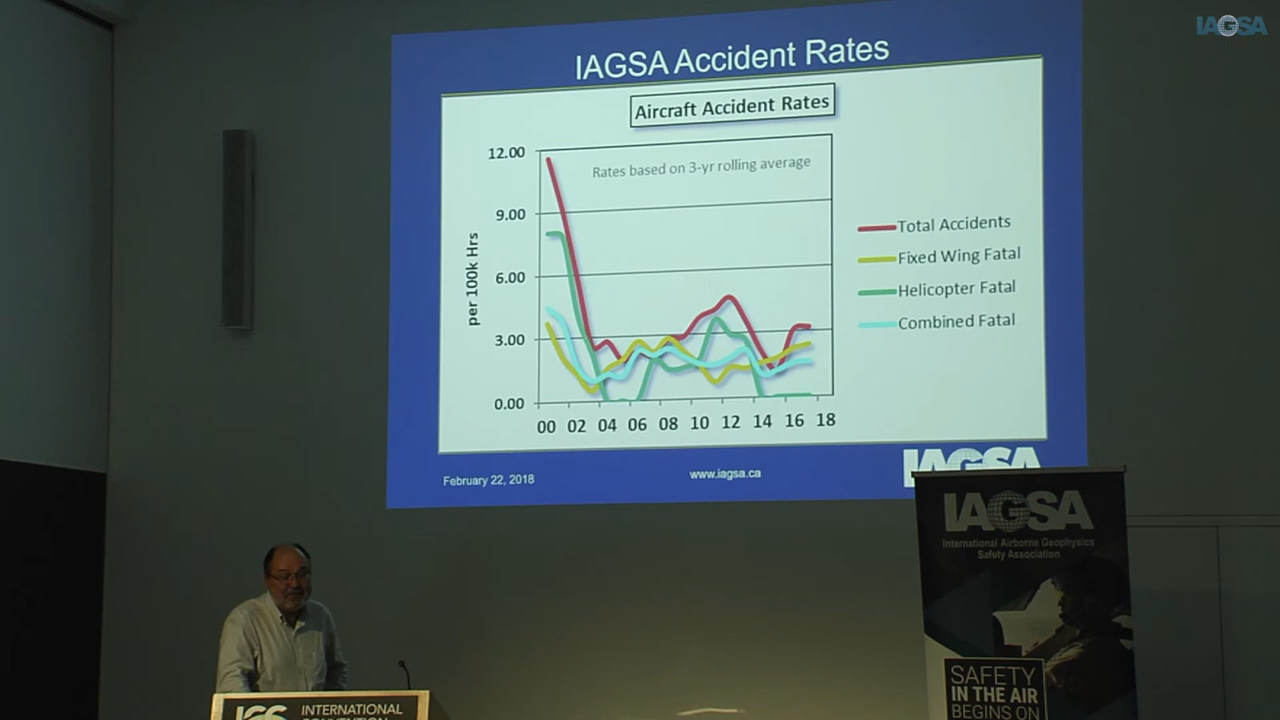 IAGSA
IAGSA Accident Rates
Aircraft Accident Rates
Rates based on 3-yr rolling average
12.00
9.00
6.00
3.00
0.00
per 100k Hrs
00 02 04 06 08 10 12 14 16 18
Total Accidents
Fixed Wing Fatal
Helicopter Fatal
Combined Fatal
February 22, 2018
www.iagsa.ca
IAGSA
IAGSA
International Airborne Geophysics
Safety Association
SAFETY
IN THE AIR
BEGINS ON
ICC
INTERNATIONAL
CONVENTION